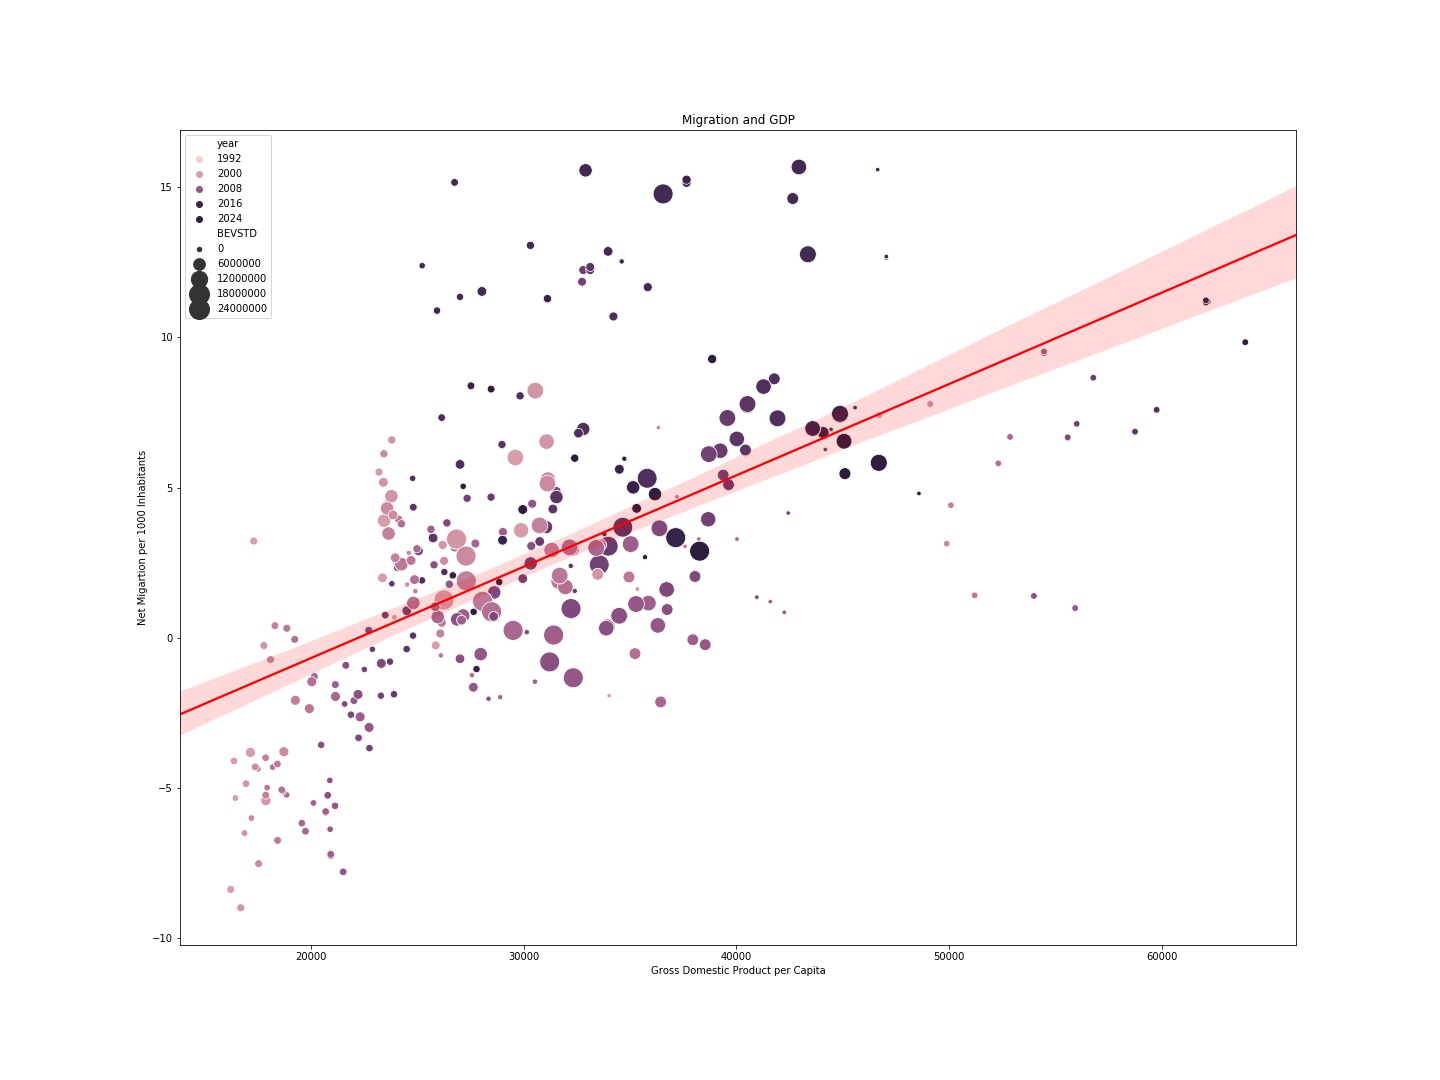 Migration and GDP
year
1992
2000
2008
2016
2024
BEVSTD
0
6000000
12000000
18000000
24000000
15
10
5
0
−5
−10
Net Migartion per 1000 Inhabitants
20000 30000 40000 50000 60000
Gross Domestic Product per Capita